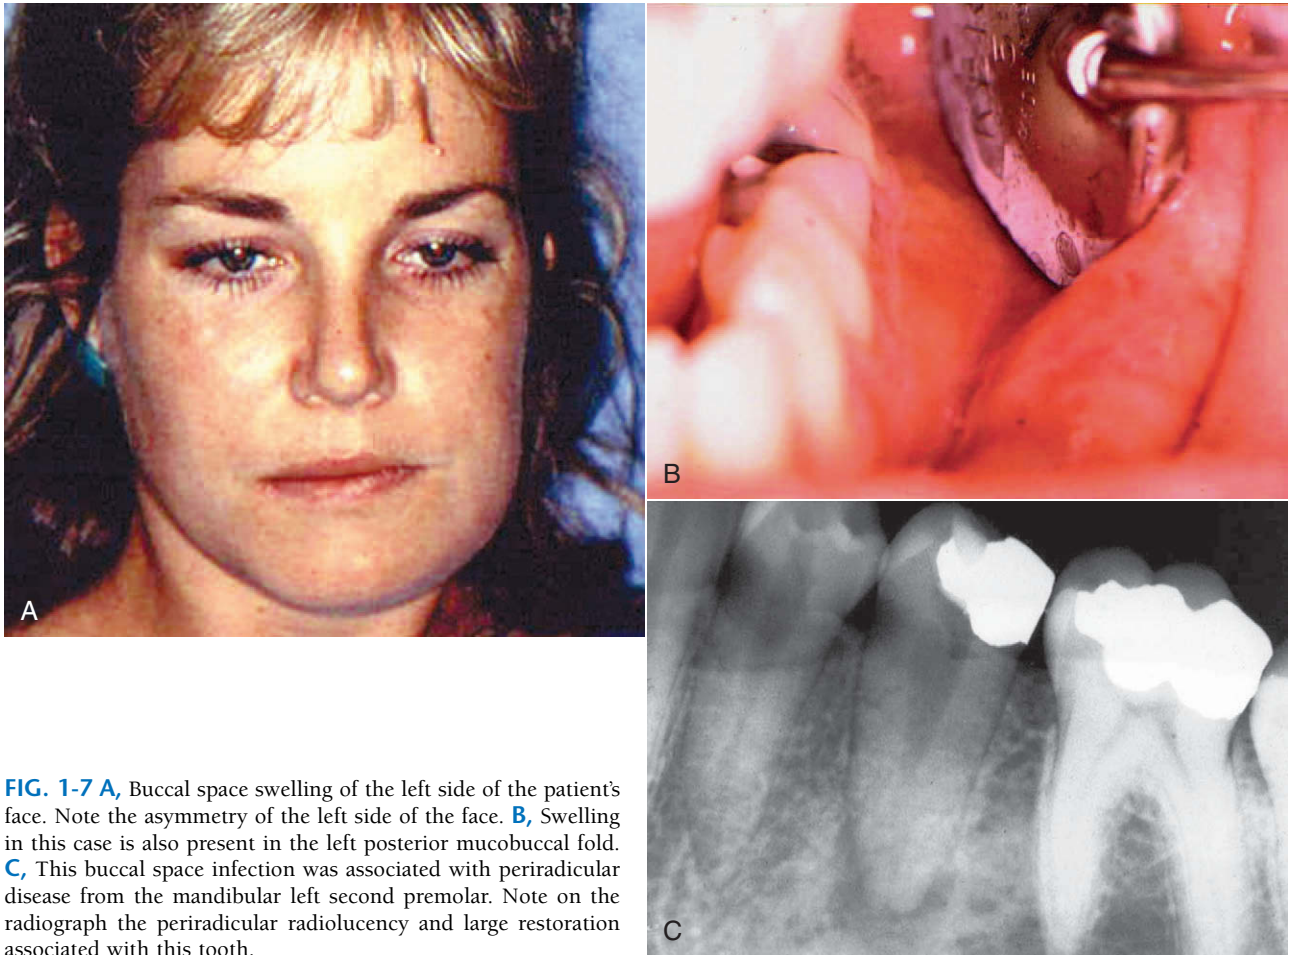 A
B
C
FIG. 1-7 A, Buccal space swelling of the left side of the patient's
face. Note the asymmetry of the left side of the face. B, Swelling
in this case is also present in the left posterior mucobuccal fold.
C, This buccal space infection was associated with periradicular
disease from the mandibular left second premolar. Note on the
radiograph the periradicular radiolucency and large restoration
associated with this tooth.